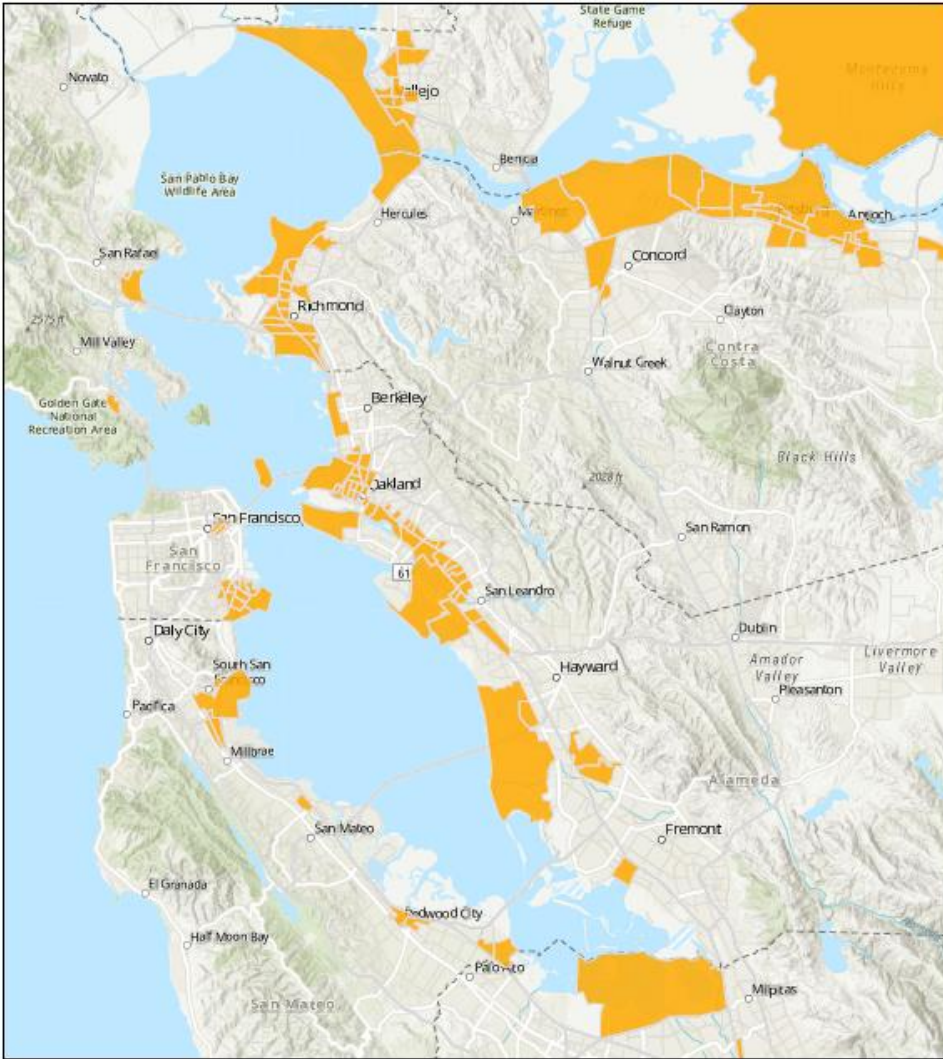 State Game
Refuge
Novato
Montezuma
Hills
Benicia
San Pablo Bay
Wildlife Area
Hercules
Antioch
San Rafael
Concord
2575 ft
Richmond
Clayton
Mill Valley
Contra
Costa
Walnut Creek
Golden Gate
National
Recreation Area
Berkeley
Black Hills
2028 ft
Oakland
San Francisco
San Ramon
San
Francisco
61
San Leandro
Daly City
Dublin
Livermore
Valley
Amador
Valley
Hayward
South San
Pleasanton
Pacifica
Millbrae
Alameda
San Mateo
Fremont
El Granada
Redwood City
Half Moon Bay
Milpitas
San Mateo